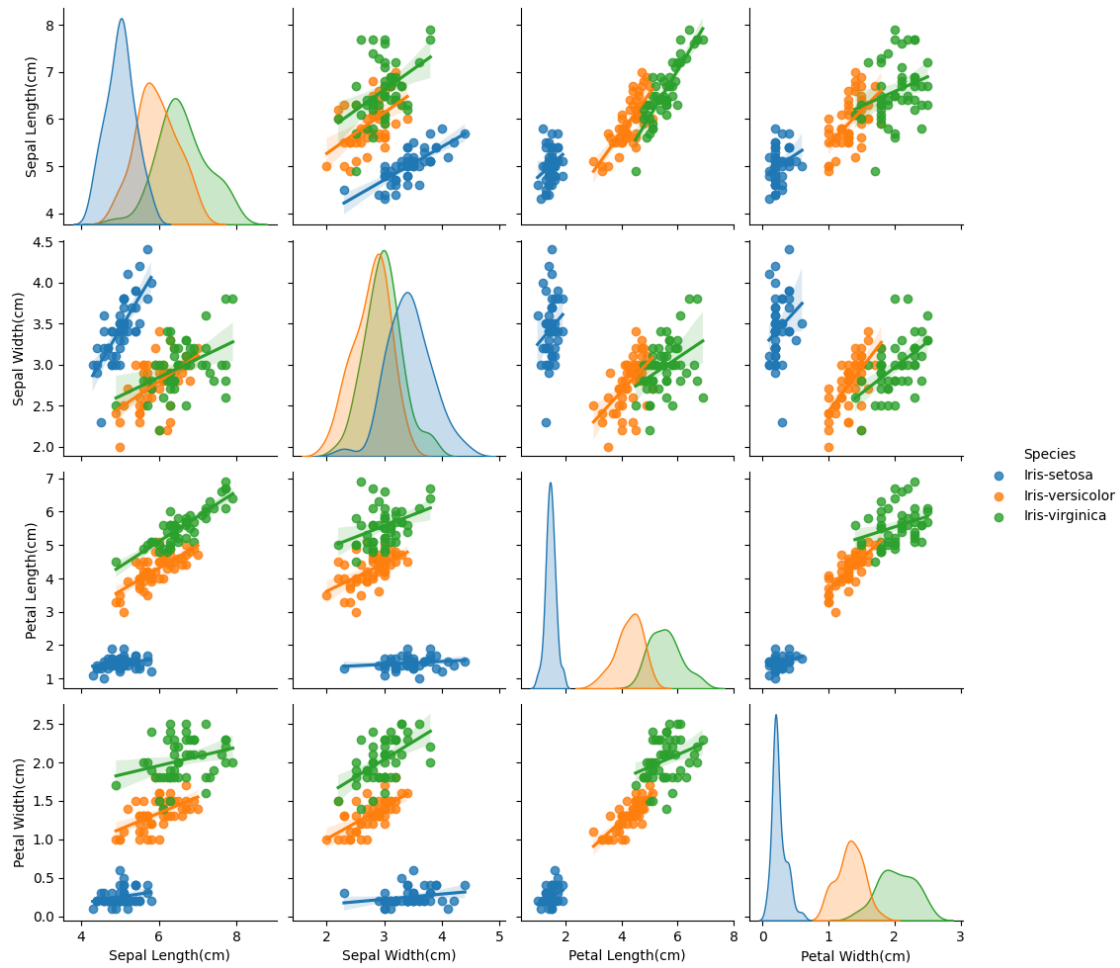 8
7
6
5
4
Sepal Length(cm)
4.5
4.0
3.5
3.0
2.5
2.0
Sepal Width(cm)
Species
Iris-setosa
Iris-versicolor
Iris-virginica
7
6
5
4
3
2
1
Petal Length(cm)
2.5
2.0
1.5
1.0
0.5
0.0
Petal Width(cm)
4 6 8
2 3 4 5
2 4 6 8
0 1 2 3
Sepal Length(cm) Sepal Width(cm) Petal Length(cm) Petal Width(cm)